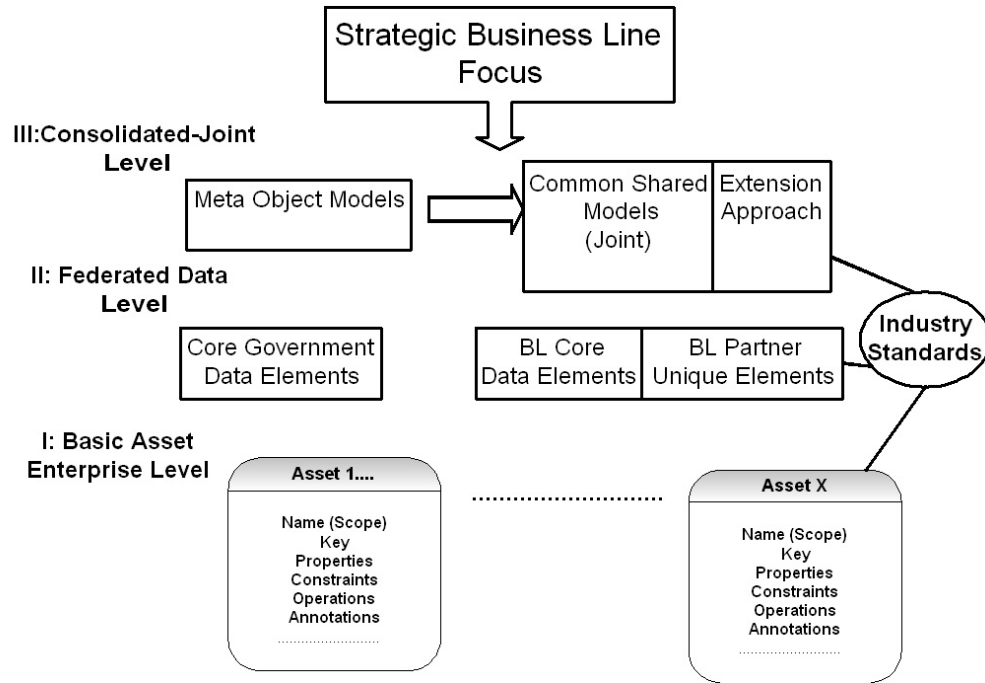 Strategic Business Line
Focus
III:Consolidated-Joint
Level
Meta Object Models
Common Shared
Models
(Joint)
Extension
Approach
II: Federated Data
Level
Industry
Standards
Core Government
Data Elements
BL Core
Data Elements
BL Partner
Unique Elements
I: Basic Asset
Enterprise Level
Asset 1....
Name (Scope)
Key
Properties
Constraints
Operations
Annotations
Asset X
Name (Scope)
Key
Properties
Constraints
Operations
Annotations